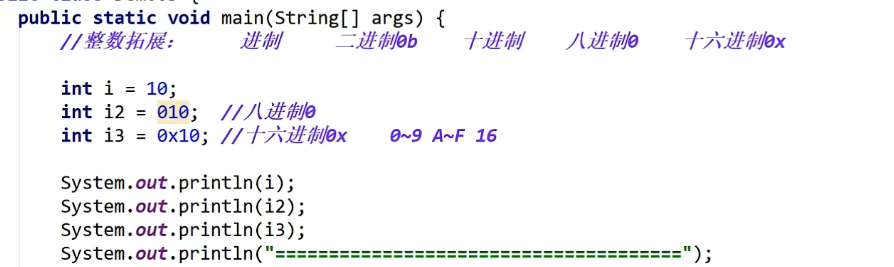 public static void main(String[] args) {
//整数拓展： 进制 二进制0b 十进制 八进制0 十六进制0x
int i = 10;
int i2 = 010; //八进制0
int i3 = 0x10; //十六进制0x 0~9 A~F 16
System.out.println(i);
System.out.println(i2);
System.out.println(i3);
System.out.println("======================================");